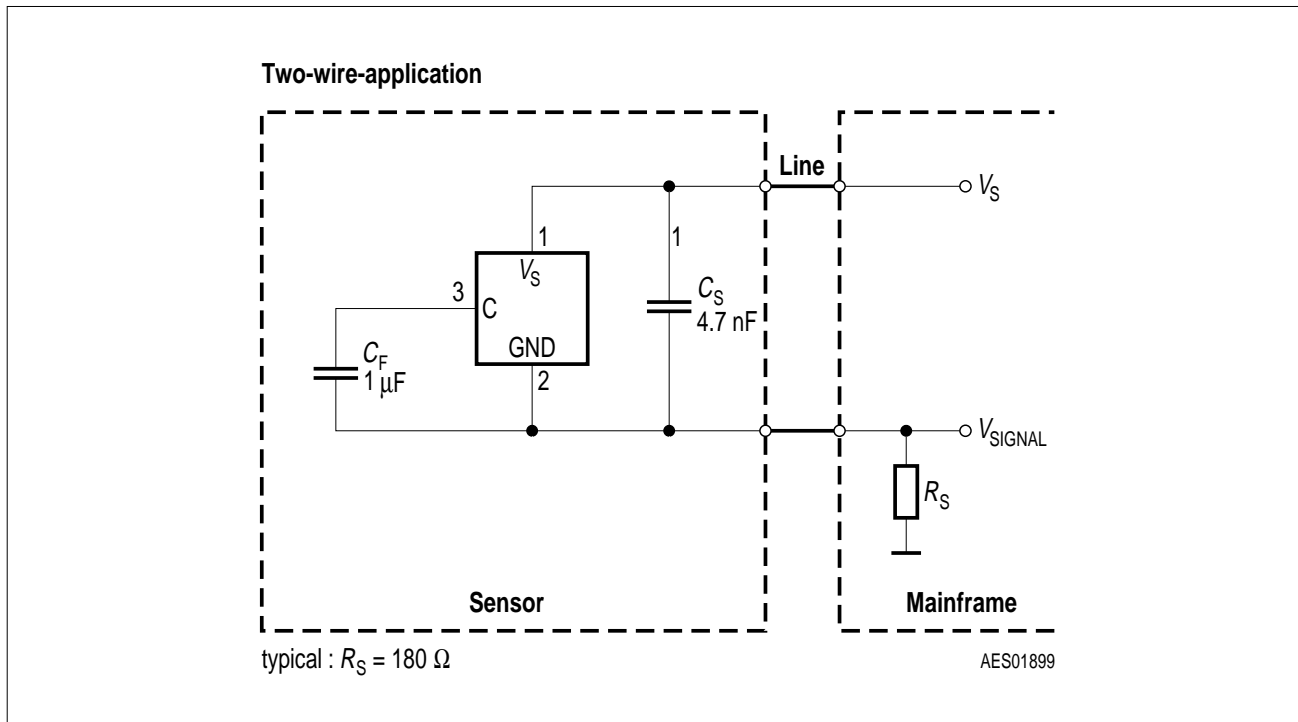 Two-wire-application
Line
V_S
1
1
V_S
3
C
C_S
4.7 nF
GND
C_F
1 μF
2
V_SIGNAL
R_S
Sensor
Mainframe
typical : R_S = 180 Ω
AES01899